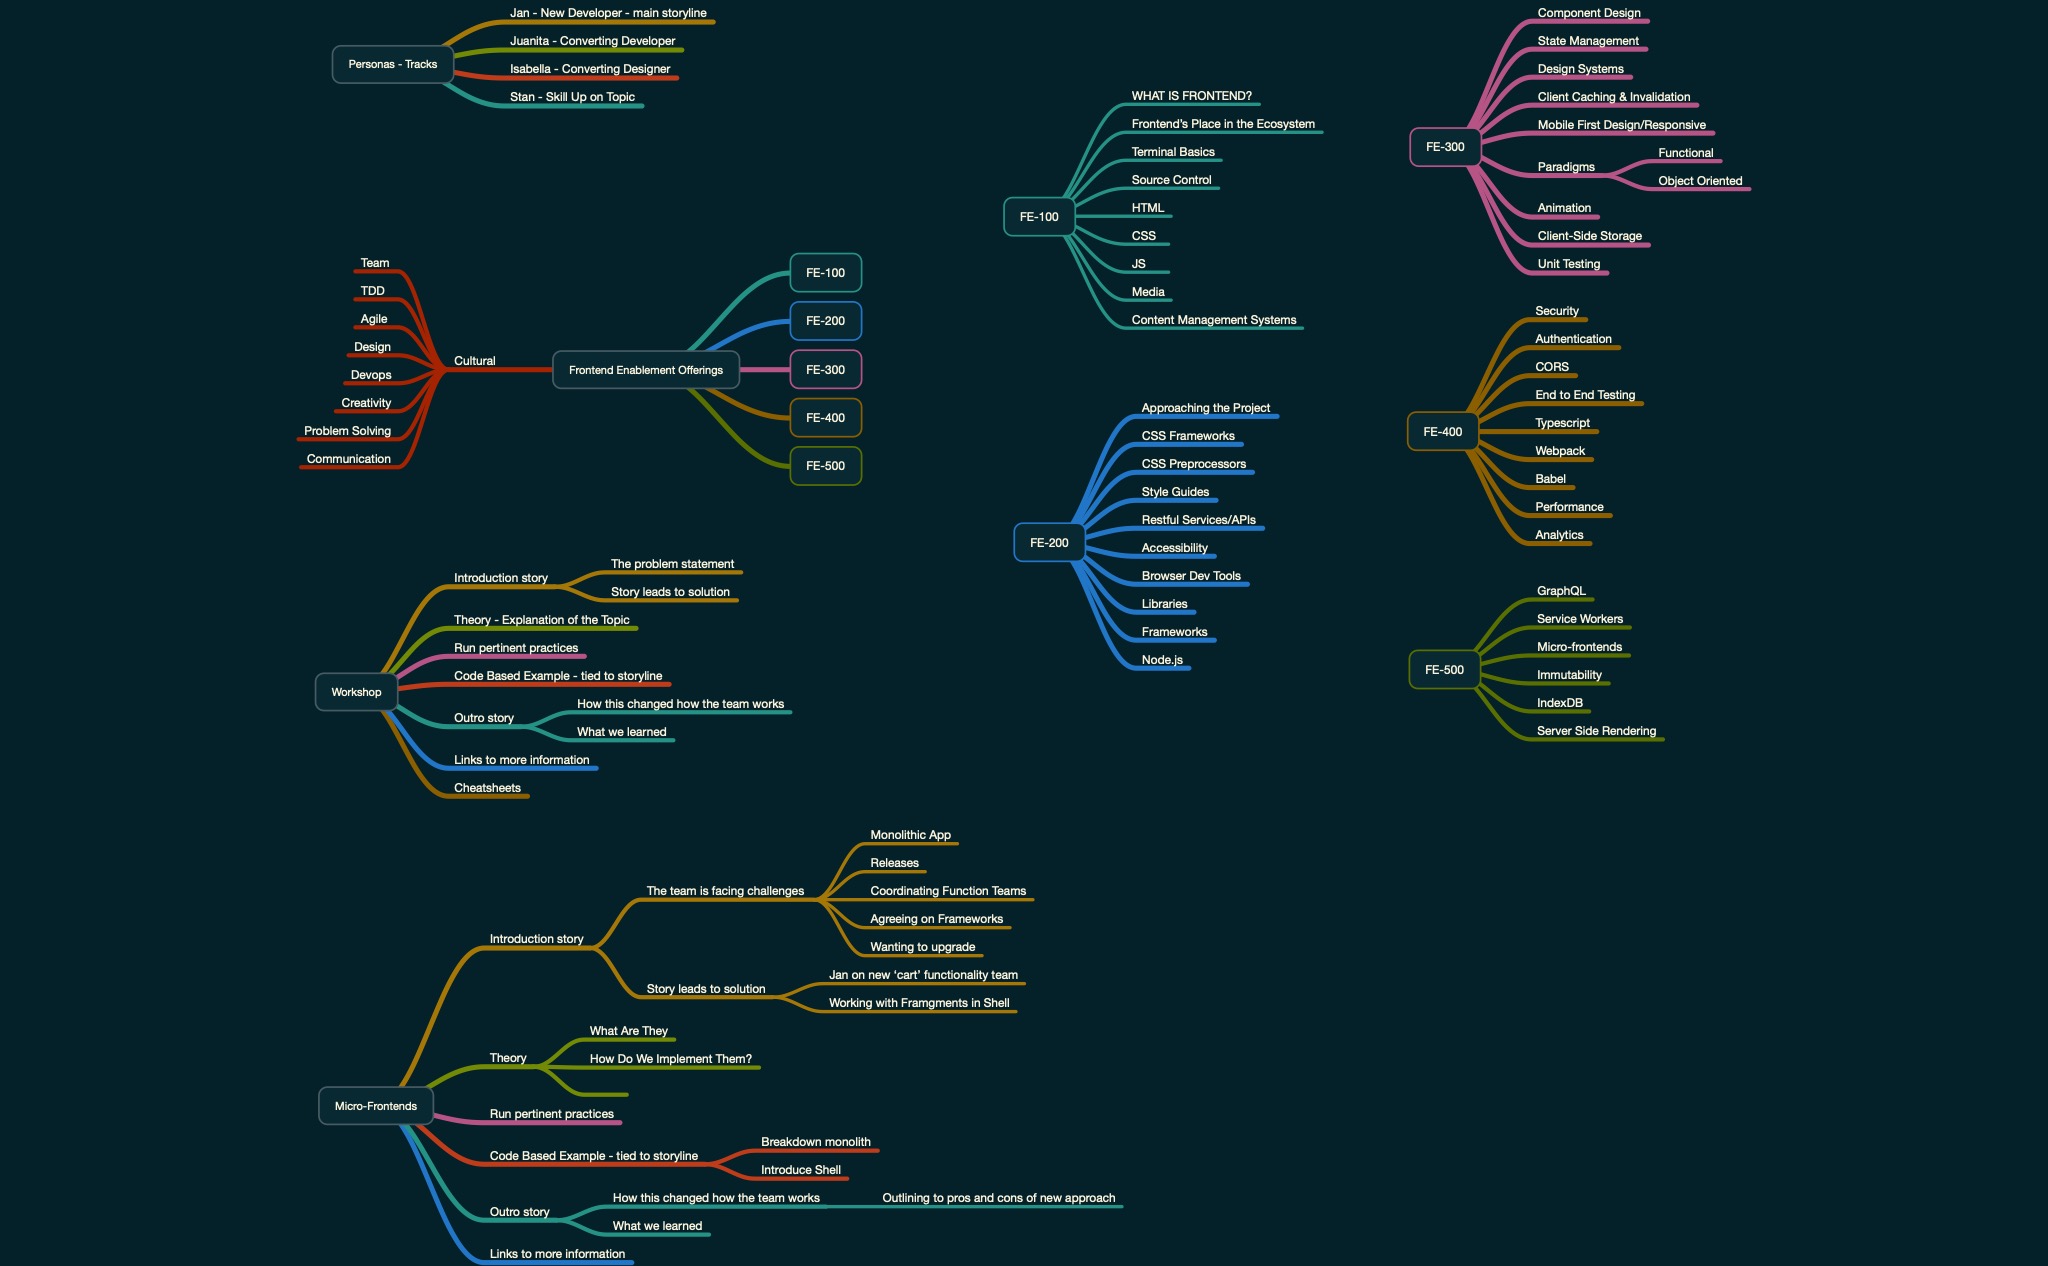 Personas - Tracks
Jan - New Developer - main storyline
Juanita - Converting Developer
Isabella - Converting Designer
Stan - Skill Up on Topic
Frontend Enablement Offerings
Cultural
Team
TDD
Agile
Design
Devops
Creativity
Problem Solving
Communication
FE-100
FE-200
FE-300
FE-400
FE-500
Workshop
Introduction story
The problem statement
Story leads to solution
Theory - Explanation of the Topic
Run pertinent practices
Code Based Example - tied to storyline
Outro story
How this changed how the team works
What we learned
Links to more information
Cheatsheets
Micro-Frontends
Introduction story
The team is facing challenges
Monolithic App
Releases
Coordinating Function Teams
Agreeing on Frameworks
Wanting to upgrade
Story leads to solution
Jan on new ‘cart’ functionality team
Working with Framgments in Shell
Theory
What Are They
How Do We Implement Them?
Run pertinent practices
Code Based Example - tied to storyline
Breakdown monolith
Introduce Shell
Outro story
How this changed how the team works
Outlining to pros and cons of new approach
What we learned
Links to more information
FE-100
WHAT IS FRONTEND?
Frontend’s Place in the Ecosystem
Terminal Basics
Source Control
HTML
CSS
JS
Media
Content Management Systems
FE-200
Approaching the Project
CSS Frameworks
CSS Preprocessors
Style Guides
Restful Services/APIs
Accessibility
Browser Dev Tools
Libraries
Frameworks
Node.js
FE-300
Component Design
State Management
Design Systems
Client Caching & Invalidation
Mobile First Design/Responsive
Paradigms
Functional
Object Oriented
Animation
Client-Side Storage
Unit Testing
FE-400
Security
Authentication
CORS
End to End Testing
Typescript
Webpack
Babel
Performance
Analytics
FE-500
GraphQL
Service Workers
Micro-frontends
Immutability
IndexDB
Server Side Rendering